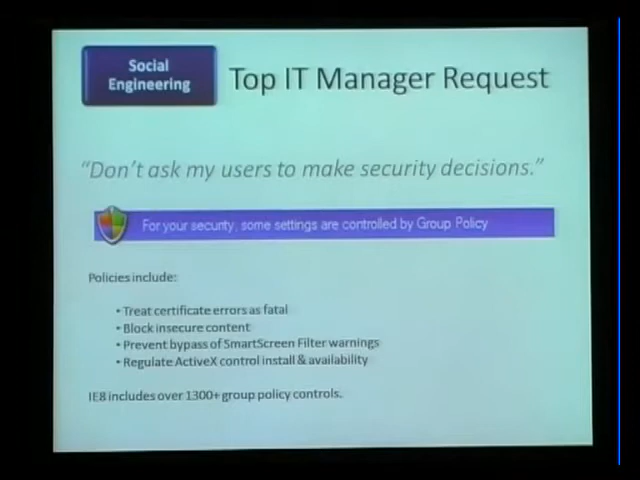 Social
Engineering
Top IT Manager Request
“Don’t ask my users to make security decisions.”
For your security, some settings are controlled by Group Policy
Policies include:
• Treat certificate errors as fatal
• Block insecure content
• Prevent bypass of SmartScreen Filter warnings
• Regulate ActiveX control install & availability
IE8 includes over 1300+ group policy controls.